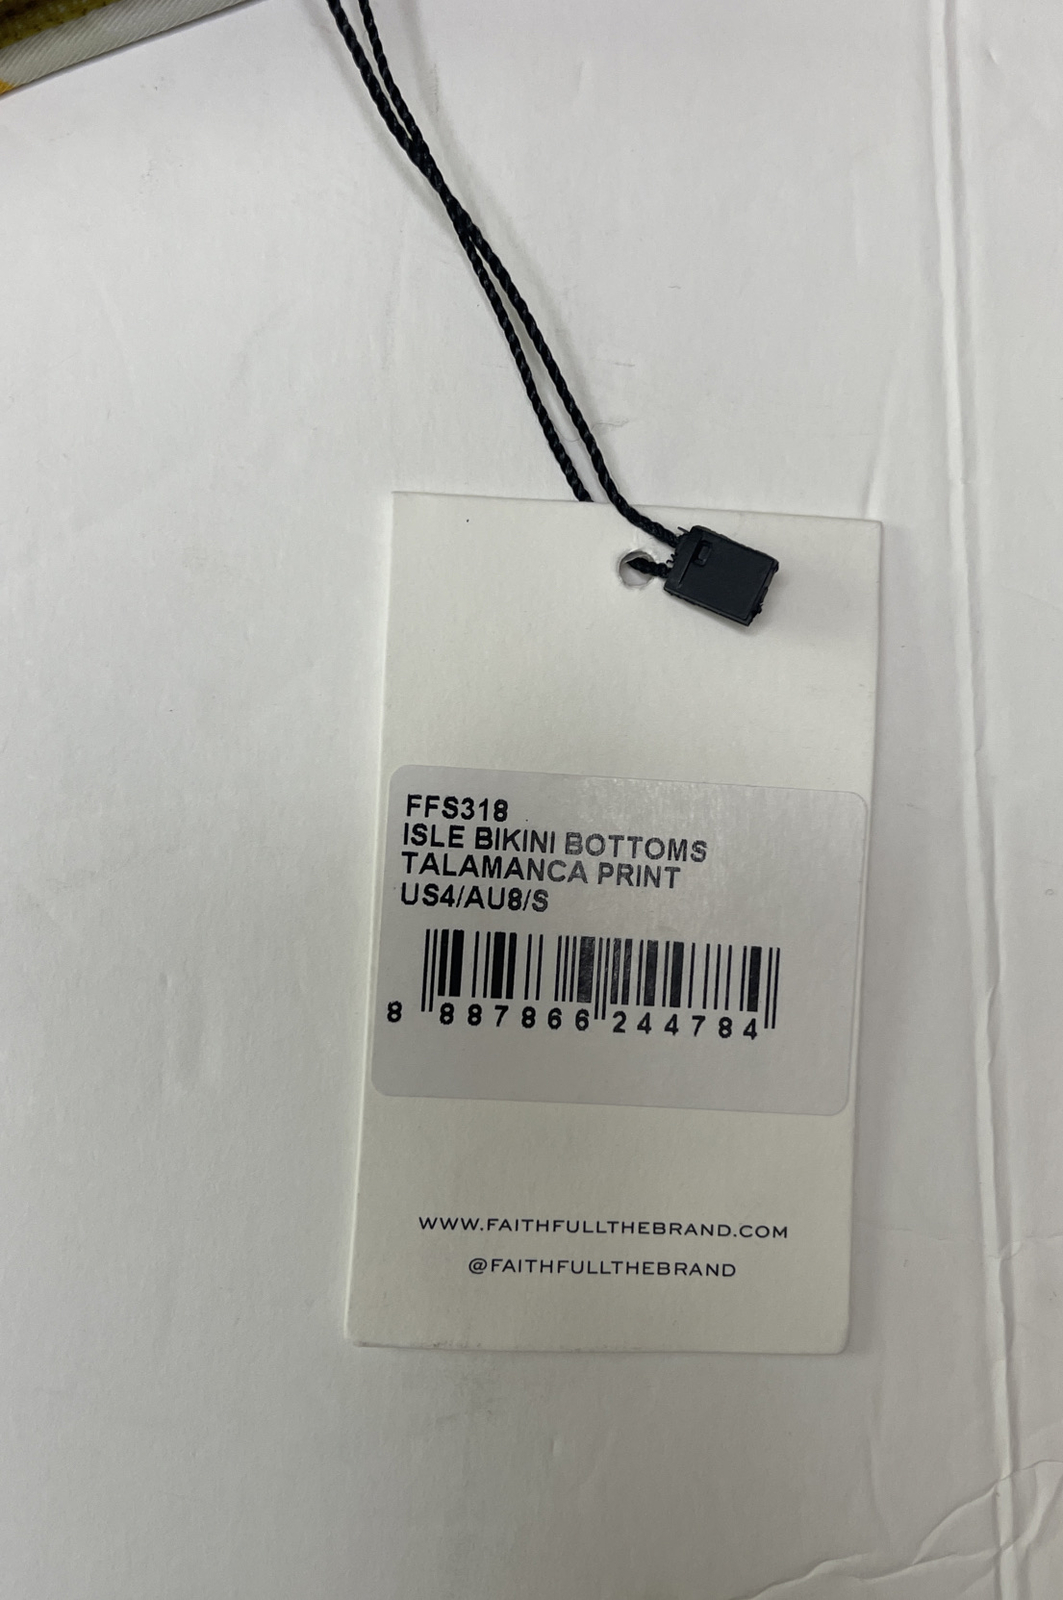 FFS318
ISLE BIKINI BOTTOMS
TALAMANCA PRINT
US4/AU8/S
8 887866 244784
WWW.FAITHFULLTHEBRAND.COM
@FAITHFULLTHEBRAND